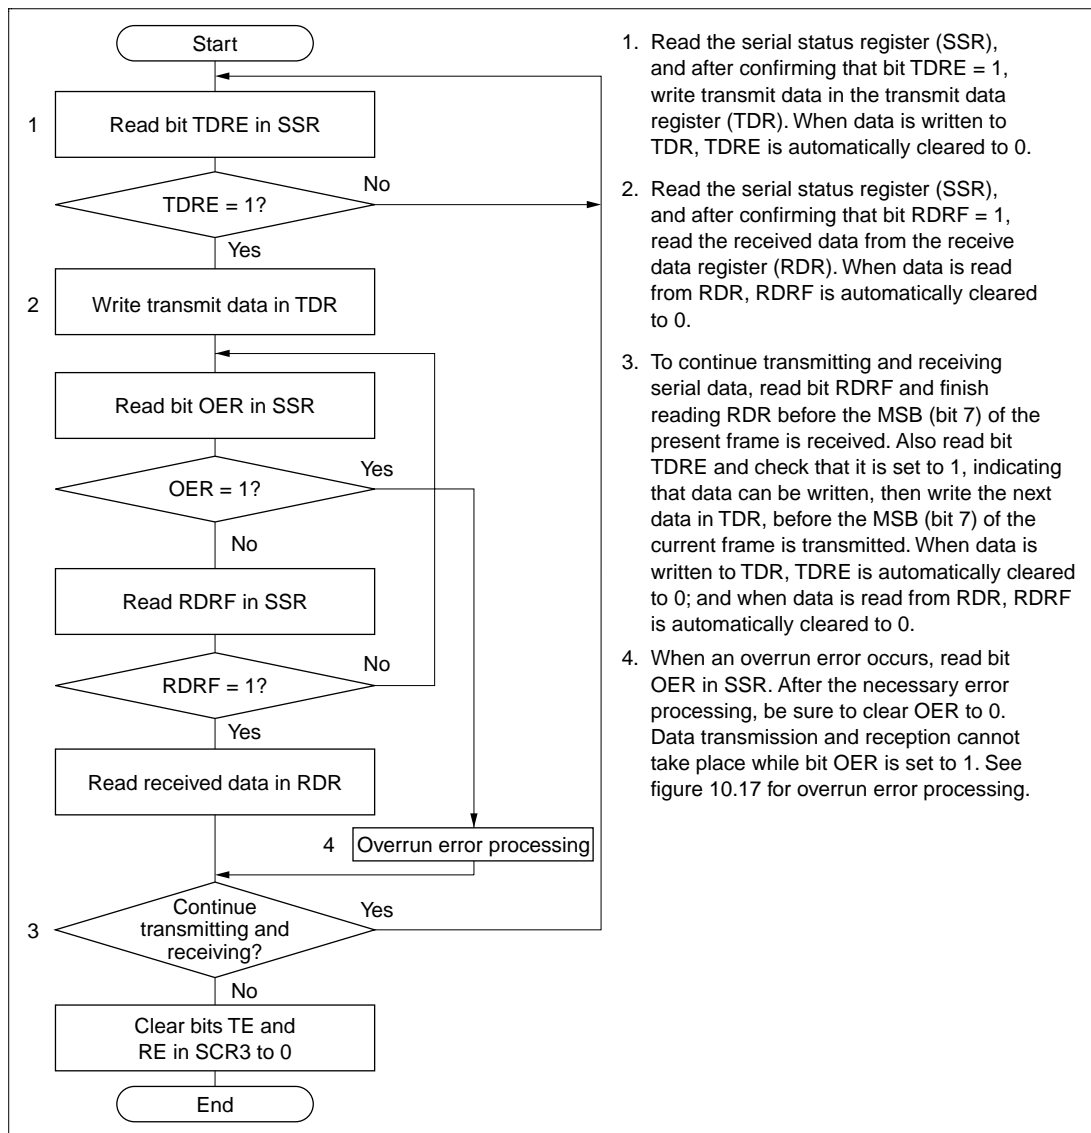 Start
1
Read bit TDRE in SSR
TDRE = 1?
No
Yes
2
Write transmit data in TDR
Read bit OER in SSR
OER = 1?
Yes
No
Read RDRF in SSR
RDRF = 1?
No
Yes
Read received data in RDR
4
Overrun error processing
3
Continue
transmitting and
receiving?
Yes
No
Clear bits TE and
RE in SCR3 to 0
End
1. Read the serial status register (SSR),
and after confirming that bit TDRE = 1,
write transmit data in the transmit data
register (TDR). When data is written to
TDR, TDRE is automatically cleared to 0.
2. Read the serial status register (SSR),
and after confirming that bit RDRF = 1,
read the received data from the receive
data register (RDR). When data is read
from RDR, RDRF is automatically cleared
to 0.
3. To continue transmitting and receiving
serial data, read bit RDRF and finish
reading RDR before the MSB (bit 7) of the
present frame is received. Also read bit
TDRE and check that it is set to 1, indicating
that data can be written, then write the next
data in TDR, before the MSB (bit 7) of the
current frame is transmitted. When data is
written to TDR, TDRE is automatically cleared
to 0; and when data is read from RDR, RDRF
is automatically cleared to 0.
4. When an overrun error occurs, read bit
OER in SSR. After the necessary error
processing, be sure to clear OER to 0.
Data transmission and reception cannot
take place while bit OER is set to 1. See
figure 10.17 for overrun error processing.